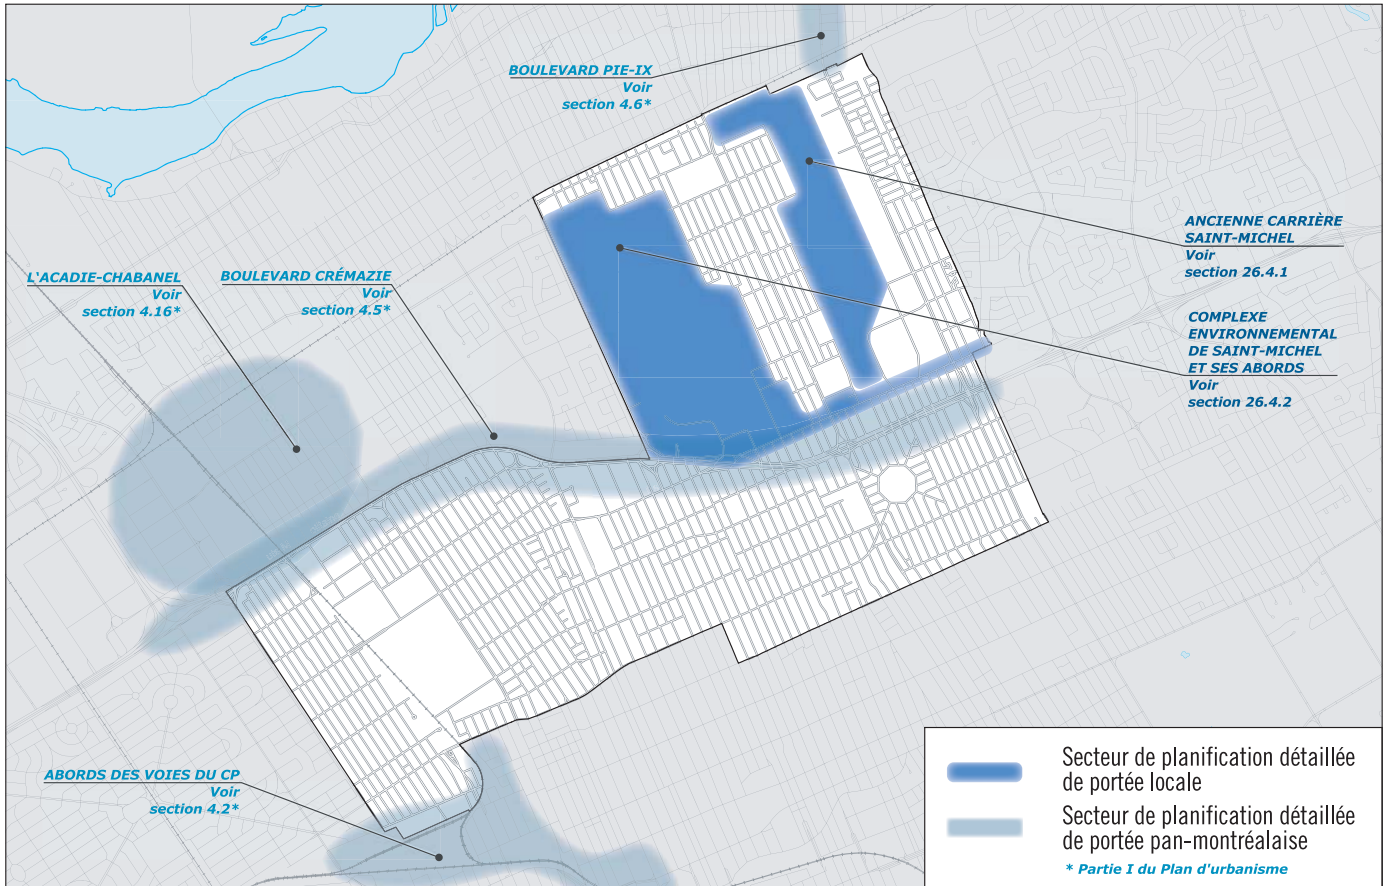 BOULEVARD PIE-IX
Voir
section 4.6*
ANCIENNE CARRIÈRE
SAINT-MICHEL
Voir
section 26.4.1
L'ACADIE-CHABANEL
Voir
section 4.16*
BOULEVARD CRÉMAZIE
Voir
section 4.5*
COMPLEXE
ENVIRONNEMENTAL
DE SAINT-MICHEL
ET SES ABORDS
Voir
section 26.4.2
ABORDS DES VOIES DU CP
Voir
section 4.2*
Secteur de planification détaillée
de portée locale
Secteur de planification détaillée
de portée pan-montréalaise
* Partie I du Plan d'urbanisme